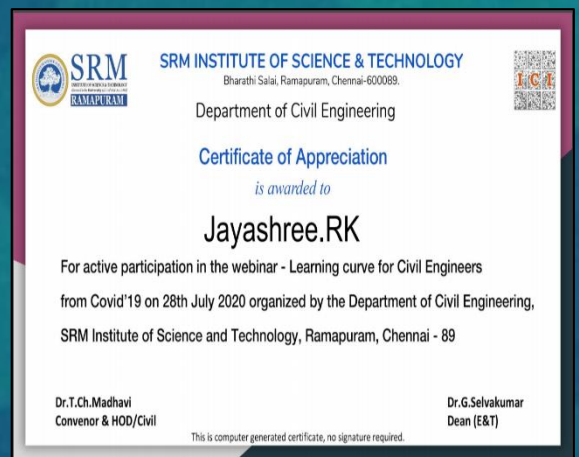 SRM
RAMAPURAM
SRM INSTITUTE OF SCIENCE & TECHNOLOGY
Bharathi Salai, Ramapuram, Chennai-600089.
ICI
Department of Civil Engineering
Certificate of Appreciation
is awarded to
Jayashree.RK
For active participation in the webinar - Learning curve for Civil Engineers
from Covid'19 on 28th July 2020 organized by the Department of Civil Engineering,
SRM Institute of Science and Technology, Ramapuram, Chennai - 89
Dr.T.Ch.Madhavi
Convenor & HOD/Civil
Dr.G.Selvakumar
Dean (E&T)
This is computer generated certificate, no signature required.